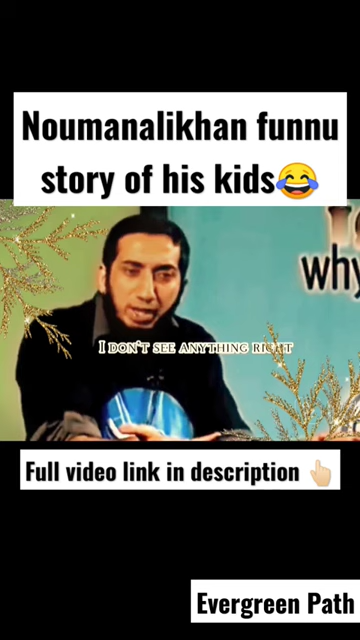 Noumanalikhan funnu
story of his kids😂
why
I DON'T SEE ANYTHING RIGHT
Full video link in description 👆🏻
Evergreen Path